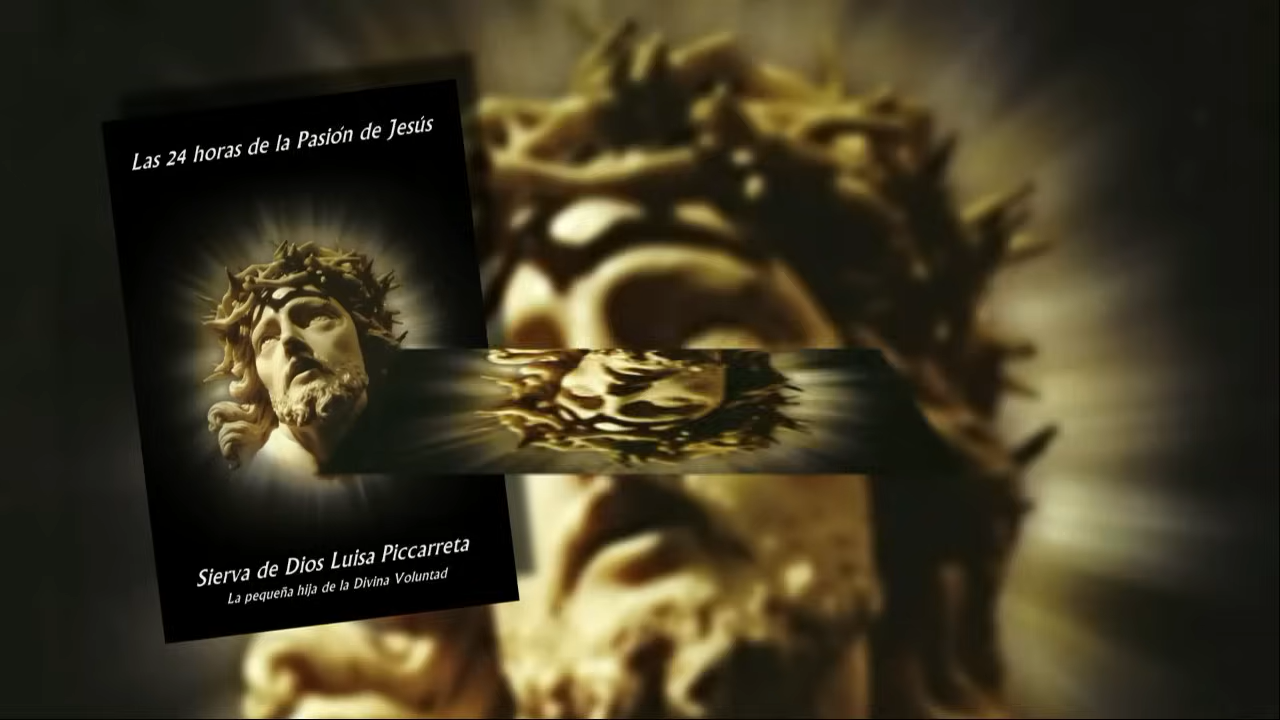 Las 24 horas de la Pasión de Jesús
Sierva de Dios Luisa Piccarreta
La pequeña hija de la Divina Voluntad